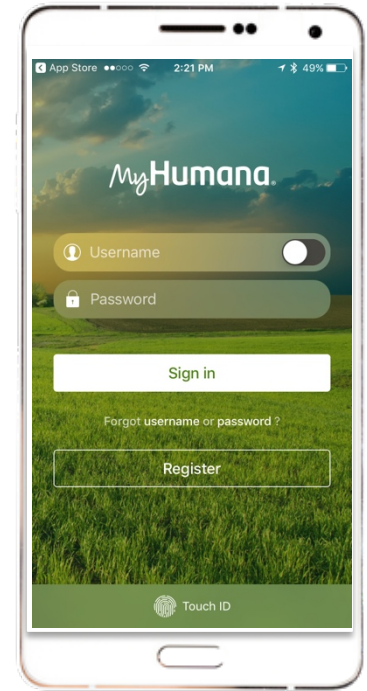 App Store 2:21 PM 49%
MyHumana.
Username
Password
Sign in
Forgot username or password ?
Register
Touch ID